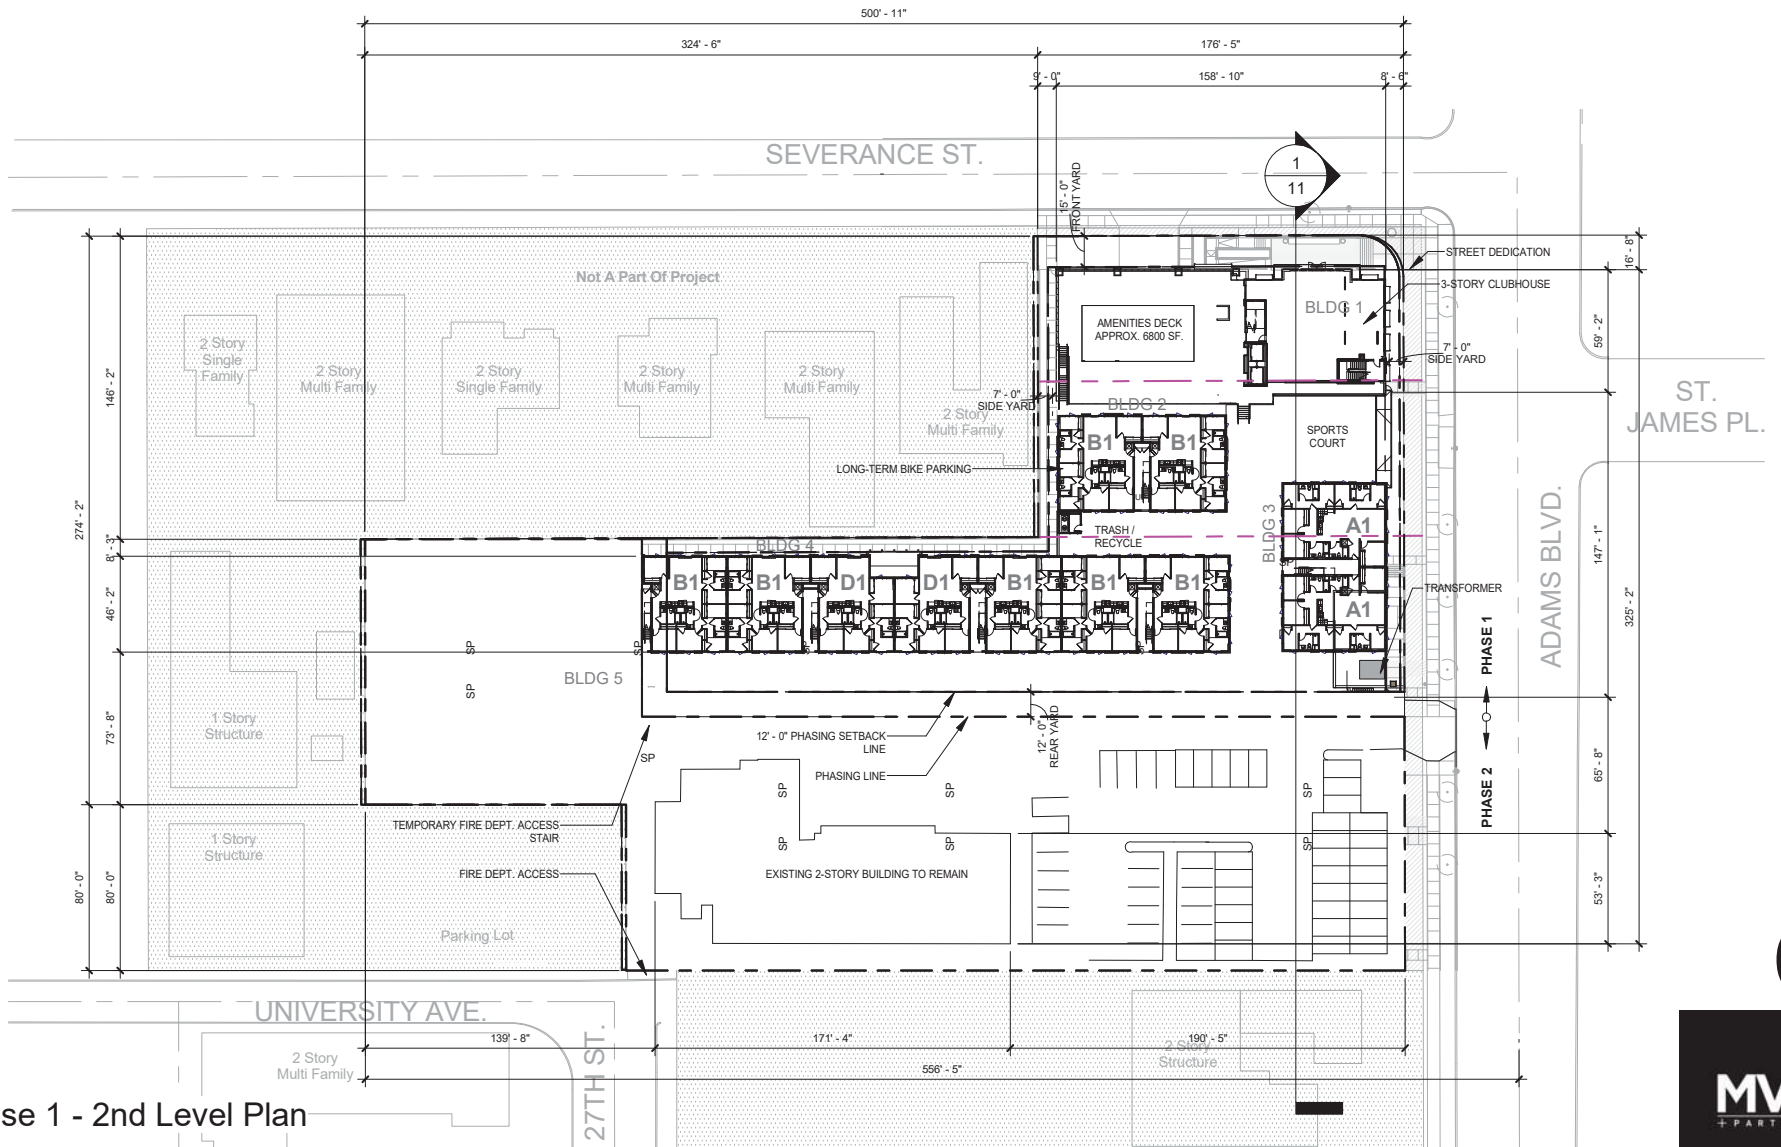 500' - 11"
324' - 6"
176' - 5"
9' - 0"
158' - 10"
8' - 6"
SEVERANCE ST.
1
11
15' - 0"
FRONT YARD
Not A Part Of Project
STREET DEDICATION
16' - 8"
3-STORY CLUBHOUSE
BLDG 1
AMENITIES DECK
APPROX. 6800 SF.
2 Story
Single
Family
2 Story
Multi Family
2 Story
Single Family
2 Story
Multi Family
2 Story
Multi Family
2 Story
Multi Family
7' - 0"
SIDE YARD
59' - 2"
146' - 2"
7' - 0"
SIDE YARD
BLDG 2
ST.
JAMES PL.
SPORTS
COURT
B1
B1
LONG-TERM BIKE PARKING
274' - 2"
BLDG 3
A1
TRASH /
RECYCLE
8' - 3"
BLDG 4
SP
147' - 1"
ADAMS BLVD.
B1
B1
D1
D1
B1
B1
B1
TRANSFORMER
46' - 2"
A1
325' - 2"
SP
SP
SP
SP
SP
PHASE 1
BLDG 5
1 Story
Structure
73' - 8"
12' - 0" PHASING SETBACK
LINE
12' - 0"
REAR YARD
SP
PHASING LINE
SP
SP
SP
65' - 8"
PHASE 2
TEMPORARY FIRE DEPT. ACCESS
STAIR
1 Story
Structure
SP
SP
SP
FIRE DEPT. ACCESS
EXISTING 2-STORY BUILDING TO REMAIN
80' - 0"
80' - 0"
53' - 3"
Parking Lot
UNIVERSITY AVE.
139' - 8"
171' - 4"
190' - 5"
2 Story
Structure
2 Story
Multi Family
556' - 5"
27TH ST.
se 1 - 2nd Level Plan
MV
+ PART